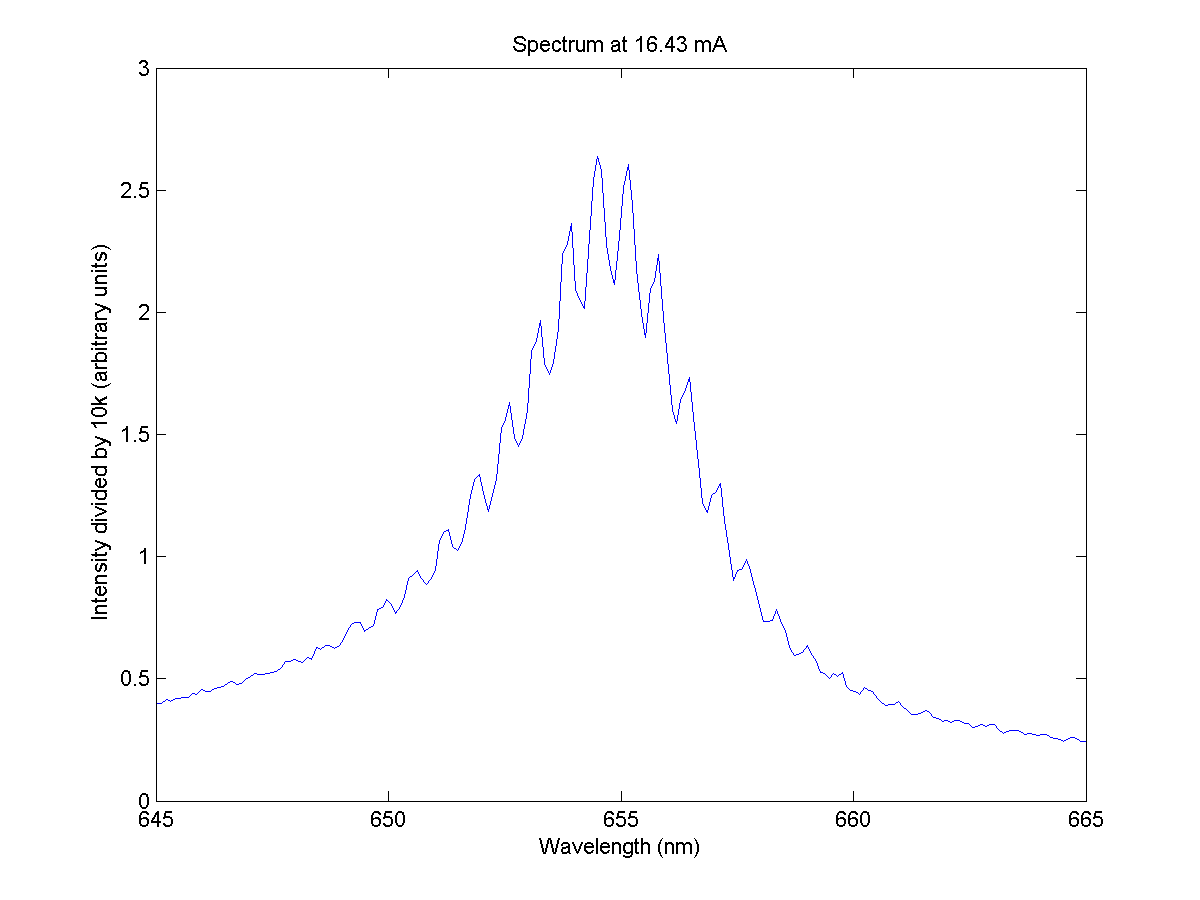 Spectrum at 16.43 mA
3
2.5
2
1.5
1
0.5
0
Intensity divided by 10k (arbitrary units)
645 650 655 660 665
Wavelength (nm)